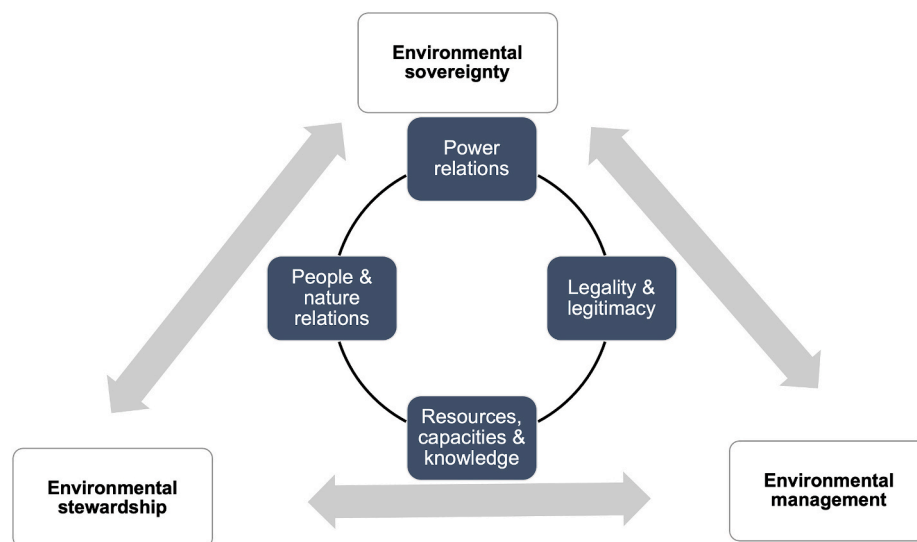 Environmental
sovereignty
Power
relations
People &
nature
relations
Legality &
legitimacy
Resources,
capacities &
knowledge
Environmental
stewardship
Environmental
management